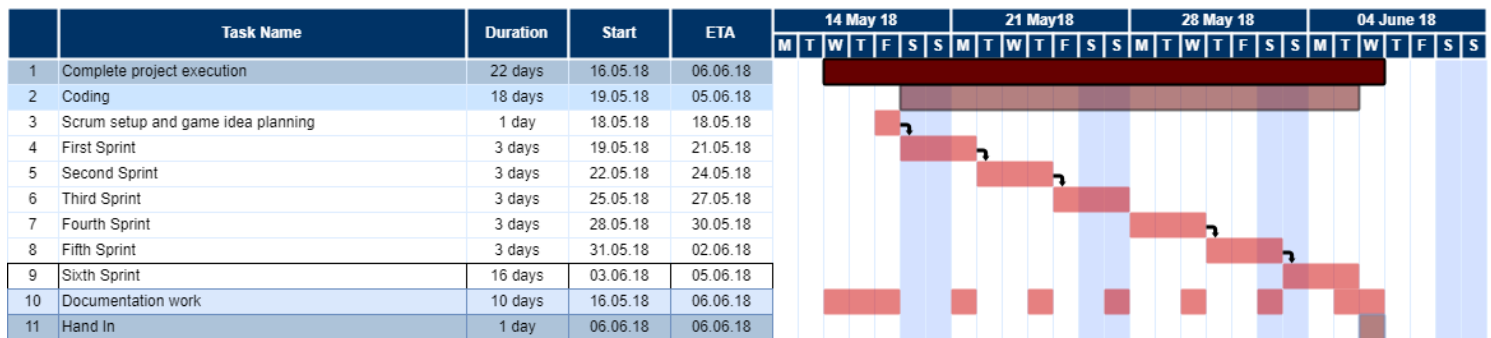 Task Name Duration Start ETA 14 May 18 21 May18 28 May 18 04 June 18
M T W T F S S M T W T F S S M T W T F S S M T W T F S S
1 Complete project execution 22 days 16.05.18 06.06.18
2 Coding 18 days 19.05.18 05.06.18
3 Scrum setup and game idea planning 1 day 18.05.18 18.05.18
4 First Sprint 3 days 19.05.18 21.05.18
5 Second Sprint 3 days 22.05.18 24.05.18
6 Third Sprint 3 days 25.05.18 27.05.18
7 Fourth Sprint 3 days 28.05.18 30.05.18
8 Fifth Sprint 3 days 31.05.18 02.06.18
9 Sixth Sprint 16 days 03.06.18 05.06.18
10 Documentation work 10 days 16.05.18 06.06.18
11 Hand In 1 day 06.06.18 06.06.18